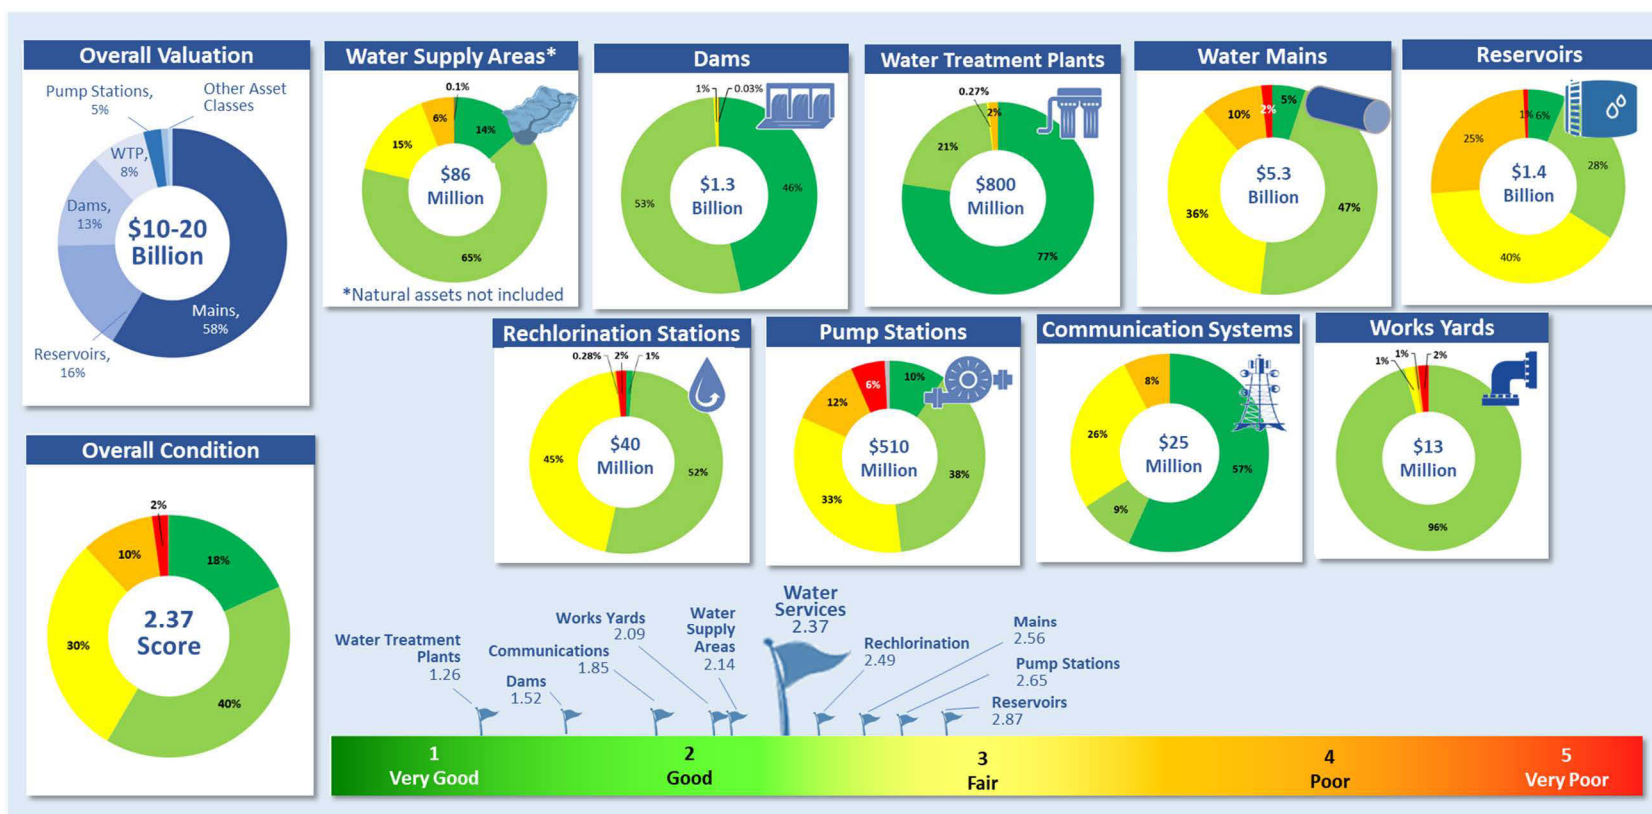 Overall Valuation
Pump Stations,
5%
Other Asset
Classes
WTP,
8%
Dams,
13%
$10-20
Billion
Mains,
58%
Reservoirs,
16%
Water Supply Areas*
0.1%
6%
14%
15%
$86
Million
65%
*Natural assets not included
Dams
1%
0.03%
$1.3
Billion
46%
53%
Water Treatment Plants
0.27%
2%
21%
$800
Million
77%
Water Mains
10%
2%
5%
$5.3
Billion
36%
47%
Reservoirs
1%
6%
25%
28%
$1.4
Billion
40%
Rechlorination Stations
0.28%
2%
1%
$40
Million
45%
52%
Pump Stations
6%
10%
12%
$510
Million
38%
33%
Communication Systems
8%
26%
$25
Million
57%
9%
Works Yards
1%
1%
2%
$13
Million
96%
Overall Condition
2%
10%
18%
2.37
Score
30%
40%
Water Treatment
Plants
1.26
Dams
1.52
Communications
1.85
Works Yards
2.09
Water
Supply
Areas
2.14
Water
Services
2.37
Rechlorination
2.49
Mains
2.56
Pump Stations
2.65
Reservoirs
2.87
1
Very Good
2
Good
3
Fair
4
Poor
5
Very Poor